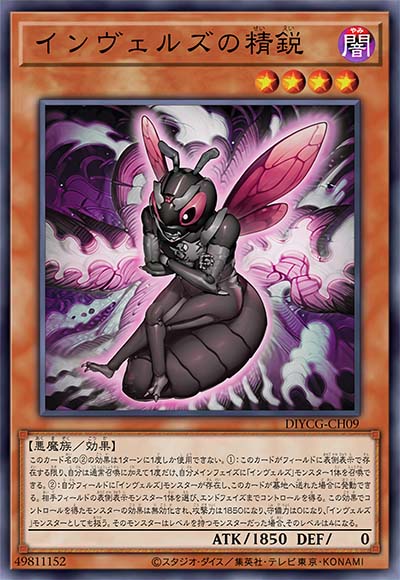 インヴェルズの精鋭
闇
DIYCG-CH09
【悪魔族／効果】
このカード名の②の効果は1ターンに1度しか使用できない。①：このカードがフィールドに表側表示で存
在する限り、自分は通常召喚に加えて1度だけ、自分メインフェイズに「インヴェルズ」モンスター1体を召喚で
きる。②：自分フィールドに「インヴェルズ」モンスターが存在し、このカードが墓地へ送られた場合に発動でき
る。相手フィールドの表側表示モンスター1体を選び、エンドフェイズまでコントロールを得る。この効果でコ
ントロールを得たモンスターの効果は無効化され、攻撃力は1850になり、守備力は0になり、「インヴェルズ」
モンスターとしても扱う。そのモンスターはレベルを持つモンスターだった場合、そのレベルは4になる。
ATK/1850 DEF/ 0
49811152
©スタジオ・ダイス／集英社・テレビ東京・KONAMI